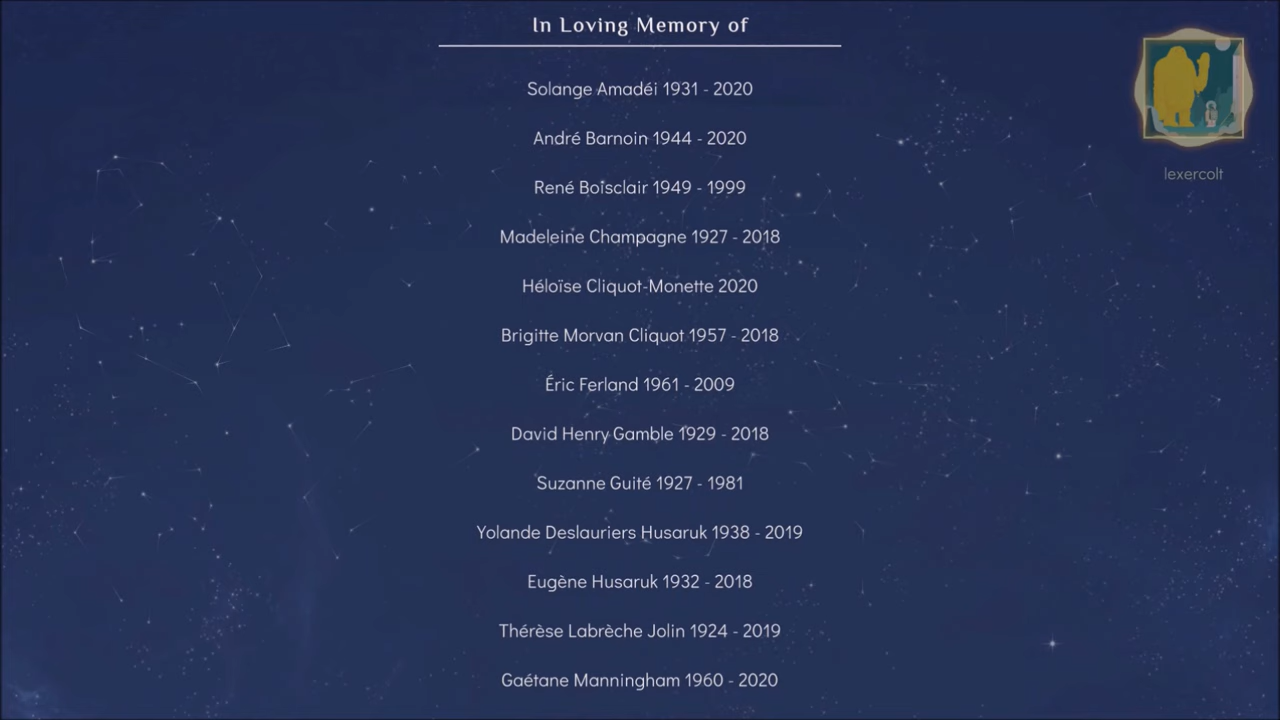 In Loving Memory of
Solange Amadéi 1931 - 2020
André Barnoin 1944 - 2020
René Boisclair 1949 - 1999
Madeleine Champagne 1927 - 2018
Héloïse Cliquot-Monette 2020
Brigitte Morvan Cliquot 1957 - 2018
Éric Ferland 1961 - 2009
David Henry Gamble 1929 - 2018
Suzanne Guité 1927 - 1981
Yolande Deslauriers Husaruk 1938 - 2019
Eugène Husaruk 1932 - 2018
Thérèse Labrèche Jolin 1924 - 2019
Gaétane Manningham 1960 - 2020
lexercolt